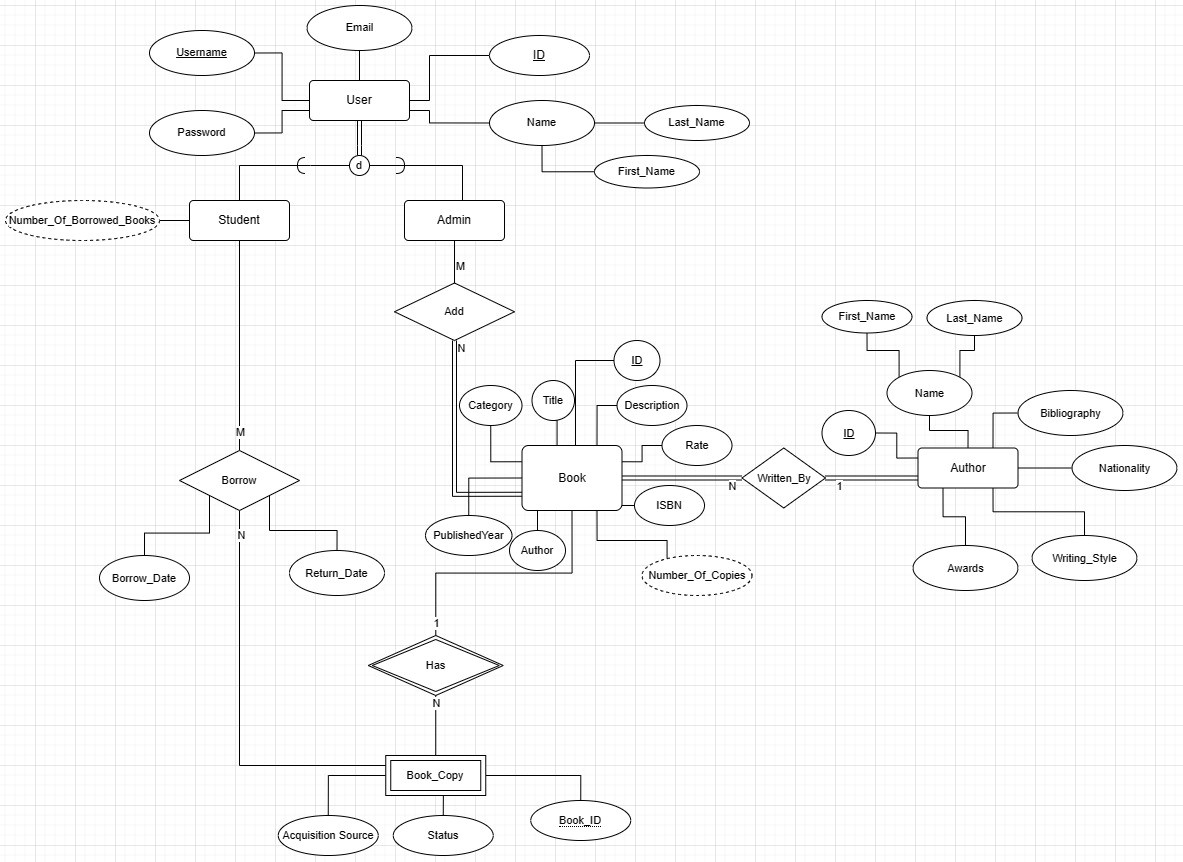 Email
Username
ID
User
Name
Last_Name
Password
First_Name
d
Number_Of_Borrowed_Books
Student
Admin
M
Add
N
First_Name
Last_Name
ID
Name
Category
Title
Description
Bibliography
M
ID
Rate
Borrow
Book
N
Written_By
1
Author
Nationality
ISBN
N
PublishedYear
Author
Borrow_Date
Return_Date
Number_Of_Copies
Awards
Writing_Style
1
Has
N
Book_Copy
Acquisition Source
Status
Book_ID